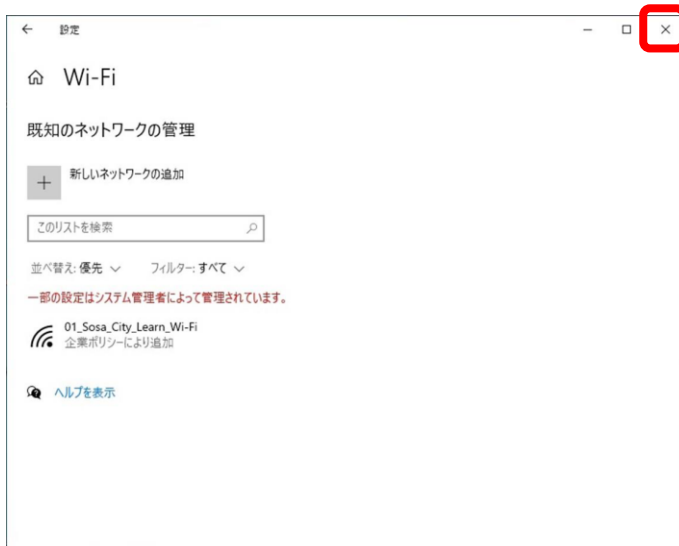 設定
Wi-Fi
既知のネットワークの管理
新しいネットワークの追加
このリストを検索
並べ替え: 優先 フィルター: すべて
一部の設定はシステム管理者によって管理されています。
01_Sosa_City_Learn_Wi-Fi
企業ポリシーにより追加
ヘルプを表示